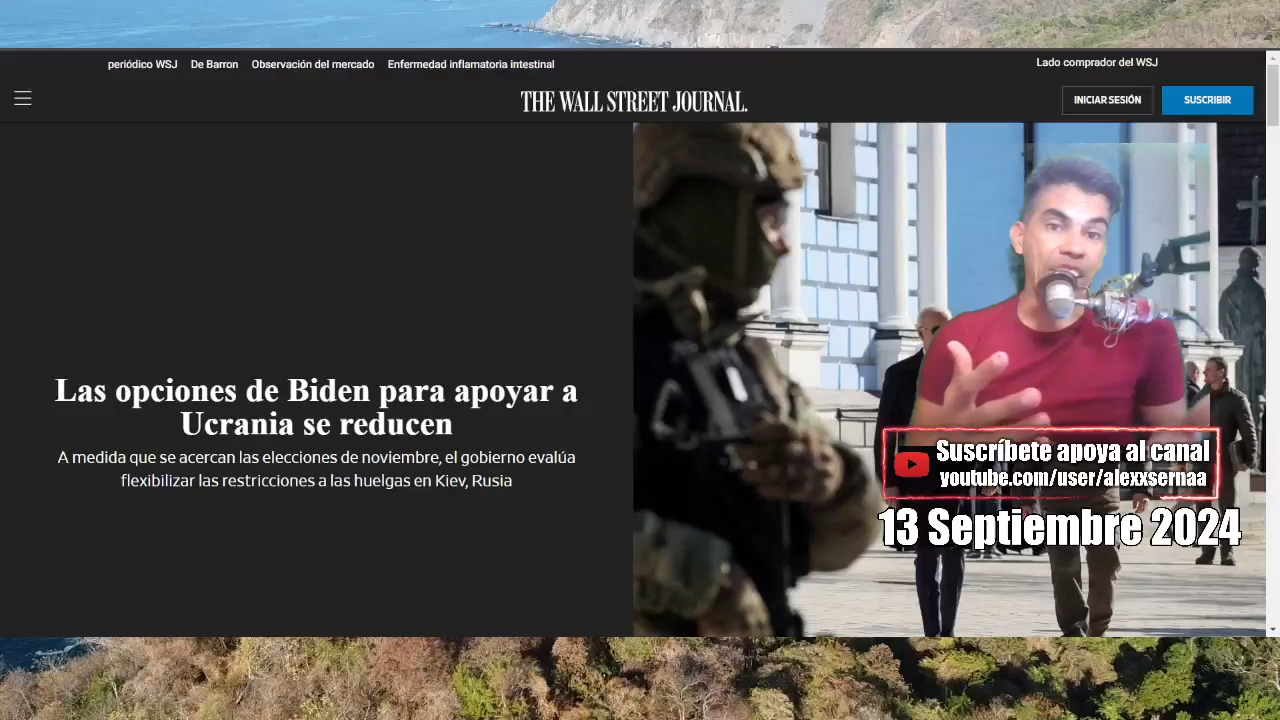 periódico WSJ De Barron Observación del mercado Enfermedad inflamatoria intestinal
Lado comprador del WSJ
THE WALL STREET JOURNAL.
INICIAR SESIÓN
SUSCRIBIR
Las opciones de Biden para apoyar a
Ucrania se reducen
A medida que se acercan las elecciones de noviembre, el gobierno evalúa
flexibilizar las restricciones a las huelgas en Kiev, Rusia
Suscríbete apoya al canal
youtube.com/user/alexxsernaa
13 Septiembre 2024